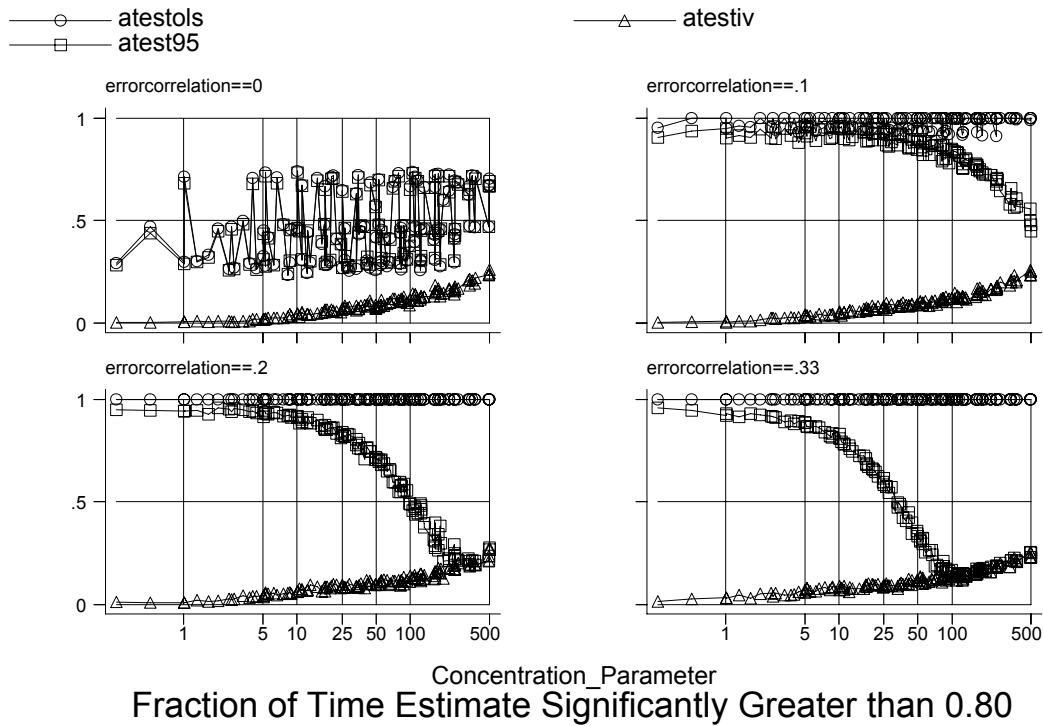 atestols
atestiv
atest95
errorcorrelation==0
errorcorrelation==.1
1
.5
0
errorcorrelation==.2
errorcorrelation==.33
1
.5
0
1 5 10 25 50 100 500
1 5 10 25 50 100 500
Concentration_Parameter
Fraction of Time Estimate Significantly Greater than 0.80